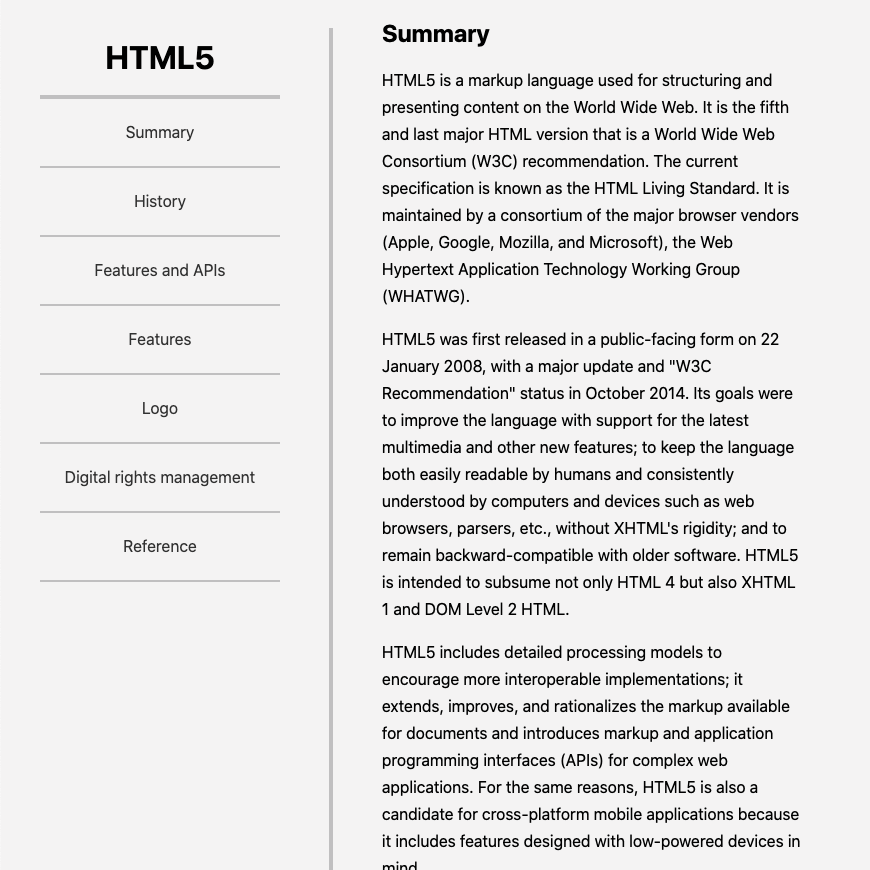 HTML5
Summary
History
Features and APIs
Features
Logo
Digital rights management
Reference
Summary
HTML5 is a markup language used for structuring and
presenting content on the World Wide Web. It is the fifth
and last major HTML version that is a World Wide Web
Consortium (W3C) recommendation. The current
specification is known as the HTML Living Standard. It is
maintained by a consortium of the major browser vendors
(Apple, Google, Mozilla, and Microsoft), the Web
Hypertext Application Technology Working Group
(WHATWG).
HTML5 was first released in a public-facing form on 22
January 2008, with a major update and "W3C
Recommendation" status in October 2014. Its goals were
to improve the language with support for the latest
multimedia and other new features; to keep the language
both easily readable by humans and consistently
understood by computers and devices such as web
browsers, parsers, etc., without XHTML's rigidity; and to
remain backward-compatible with older software. HTML5
is intended to subsume not only HTML 4 but also XHTML
1 and DOM Level 2 HTML.
HTML5 includes detailed processing models to
encourage more interoperable implementations; it
extends, improves, and rationalizes the markup available
for documents and introduces markup and application
programming interfaces (APIs) for complex web
applications. For the same reasons, HTML5 is also a
candidate for cross-platform mobile applications because
it includes features designed with low-powered devices in
mind